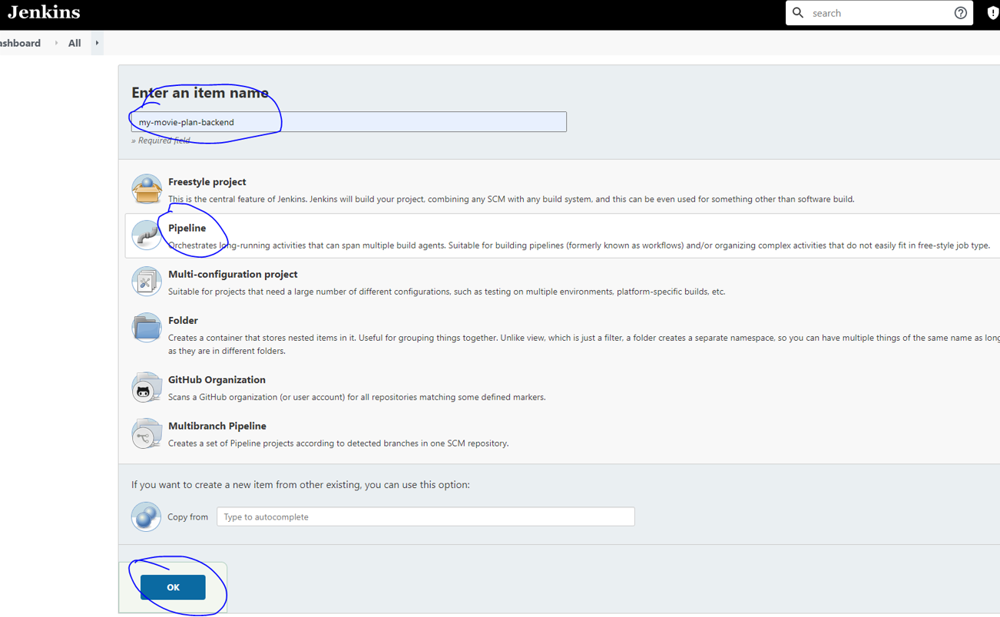 Jenkins
search
ashboard
All
Enter an item name
my-movie-plan-backend
» Required field
Freestyle project
This is the central feature of Jenkins. Jenkins will build your project, combining any SCM with any build system, and this can be even used for something other than software build.
Pipeline
Orchestrates long-running activities that can span multiple build agents. Suitable for building pipelines (formerly known as workflows) and/or organizing complex activities that do not easily fit in free-style job type.
Multi-configuration project
Suitable for projects that need a large number of different configurations, such as testing on multiple environments, platform-specific builds, etc.
Folder
Creates a container that stores nested items in it. Useful for grouping things together. Unlike view, which is just a filter, a folder creates a separate namespace, so you can have multiple things of the same name as long
as they are in different folders.
GitHub Organization
Scans a GitHub organization (or user account) for all repositories matching some defined markers.
Multibranch Pipeline
Creates a set of Pipeline projects according to detected branches in one SCM repository.
If you want to create a new item from other existing, you can use this option:
Copy from
Type to autocomplete
OK